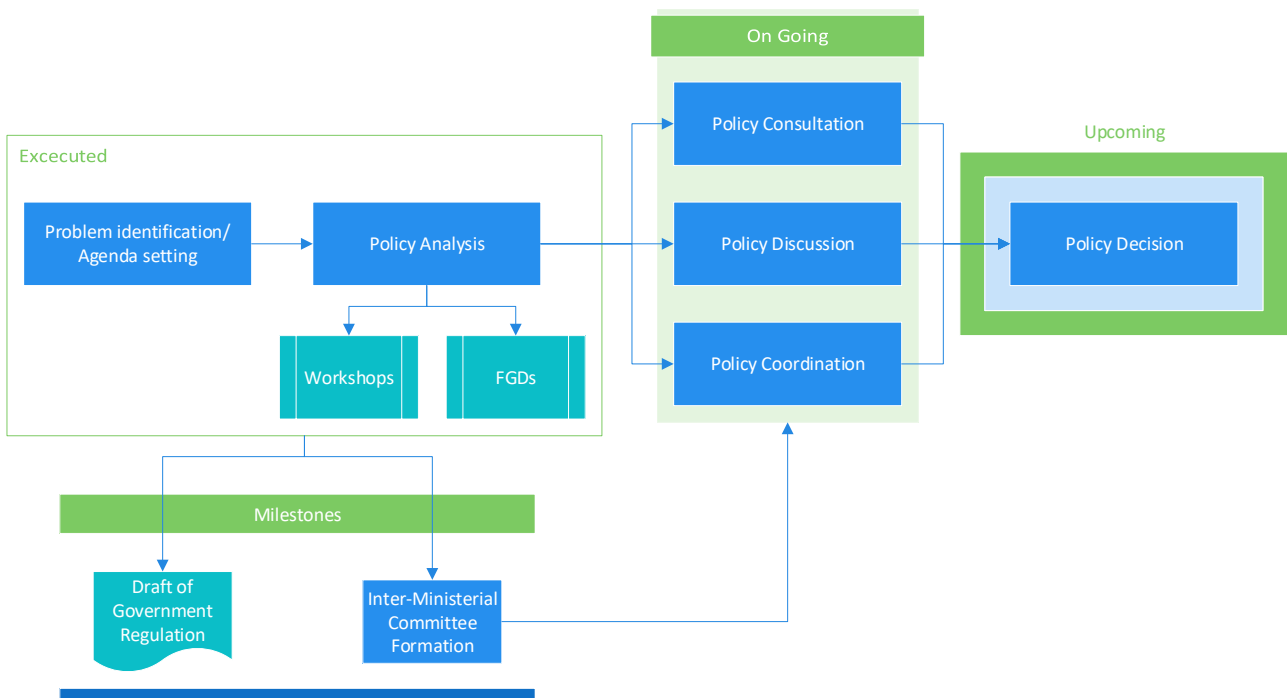 On Going
Policy Consultation
Upcoming
Excecuted
Problem identification/
Agenda setting
Policy Analysis
Policy Discussion
Policy Decision
Workshops
FGDs
Policy Coordination
Milestones
Draft of
Government
Regulation
Inter-Ministerial
Committee
Formation